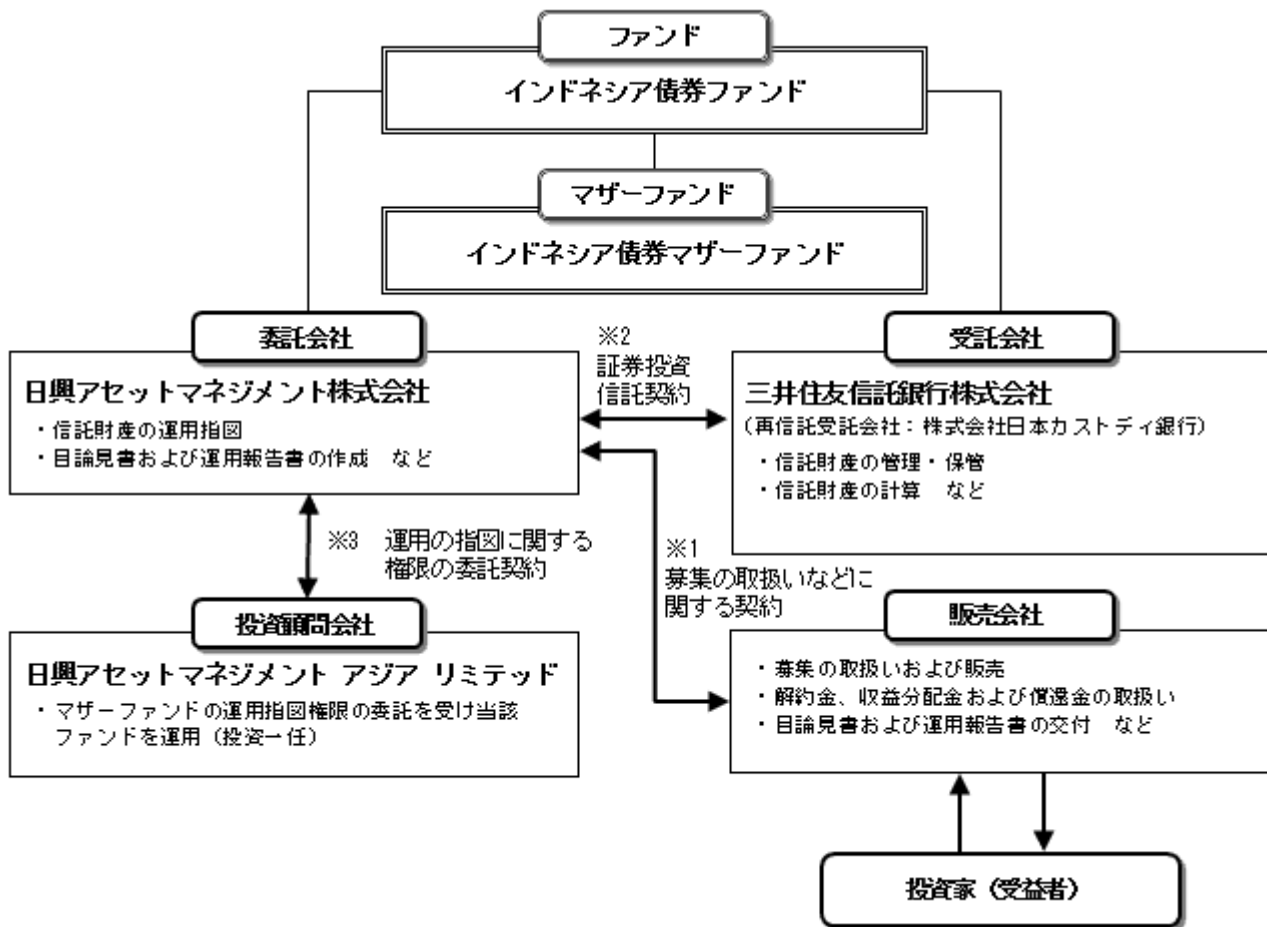 ファンド
インドネシア債券ファンド
マザーファンド
インドネシア債券マザーファンド
委託会社
日興アセットマネジメント株式会社
・信託財産の運用指図
・目論見書および運用報告書の作成　など
※2
証券投資
信託契約
受託会社
三井住友信託銀行株式会社
（再信託受託会社：株式会社日本カストディ銀行）
・信託財産の管理・保管
・信託財産の計算　など
※3　運用の指図に関する
権限の委託契約
※1
募集の取扱いなどに
関する契約
投資顧問会社
日興アセットマネジメント アジア リミテッド
・マザーファンドの運用指図権限の委託を受け当該
ファンドを運用（投資一任）
販売会社
・募集の取扱いおよび販売
・解約金、収益分配金および償還金の取扱い
・目論見書および運用報告書の交付　など
投資家（受益者）